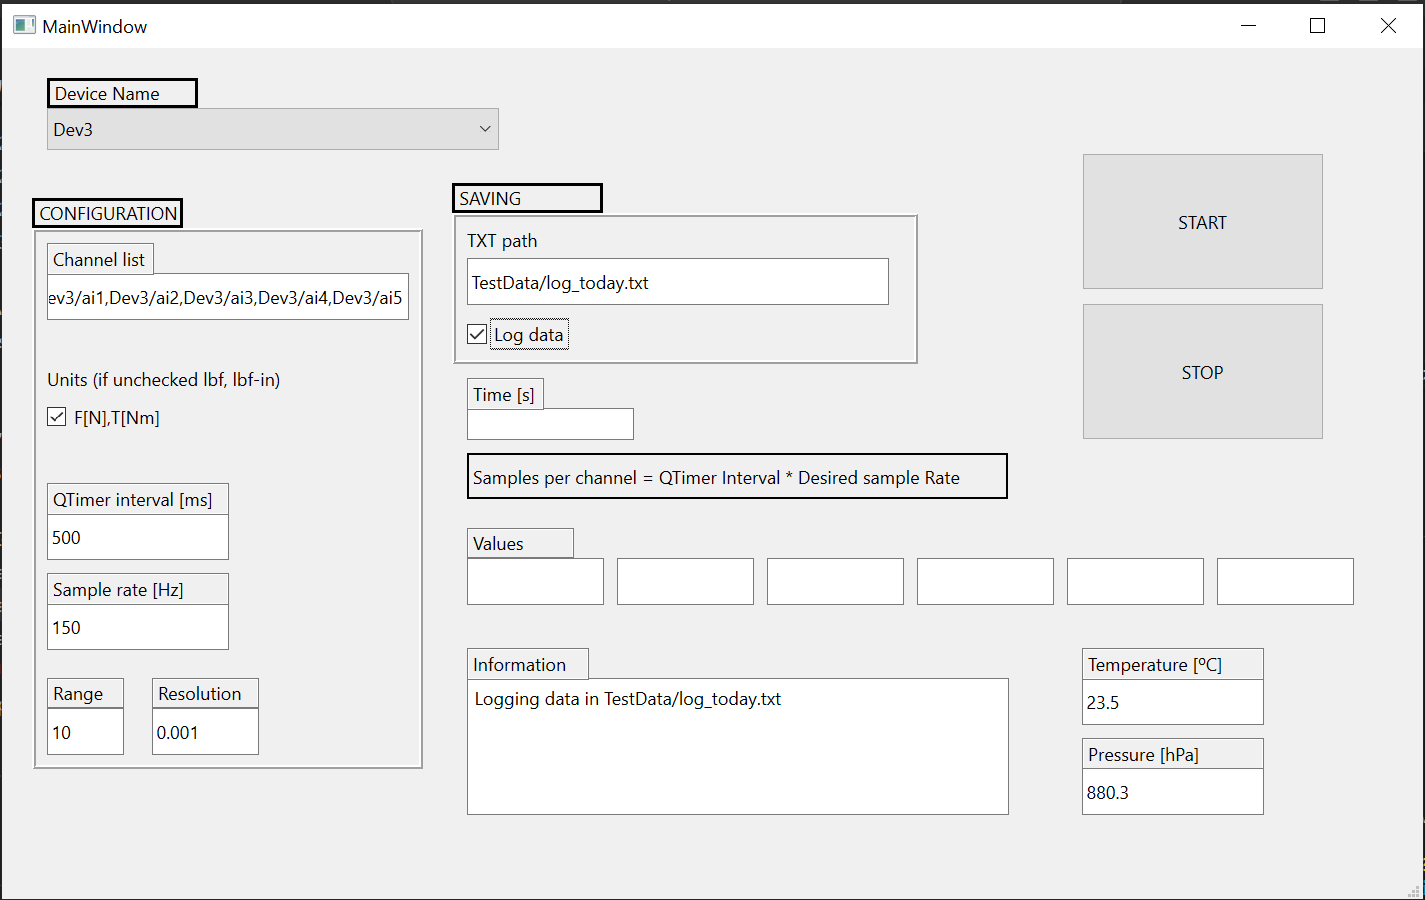 MainWindow
Device Name
Dev3
CONFIGURATION
Channel list
ev3/ai1,Dev3/ai2,Dev3/ai3,Dev3/ai4,Dev3/ai5
Units (if unchecked lbf, lbf-in)
F[N],T[Nm]
QTimer interval [ms]
500
Sample rate [Hz]
150
Range
Resolution
10
0.001
SAVING
TXT path
TestData/log_today.txt
Log data
Time [s]
Samples per channel = QTimer Interval * Desired sample Rate
Values
Information
Logging data in TestData/log_today.txt
START
STOP
Temperature [ºC]
23.5
Pressure [hPa]
880.3